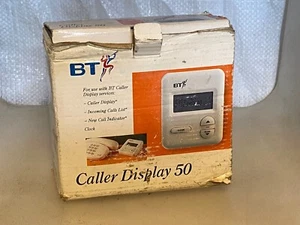 BT
For use with BT Caller
Display services.
- Caller Display*
- Incoming Calls List*
- New Call Indicator*
Clock
BT
Caller Display 50